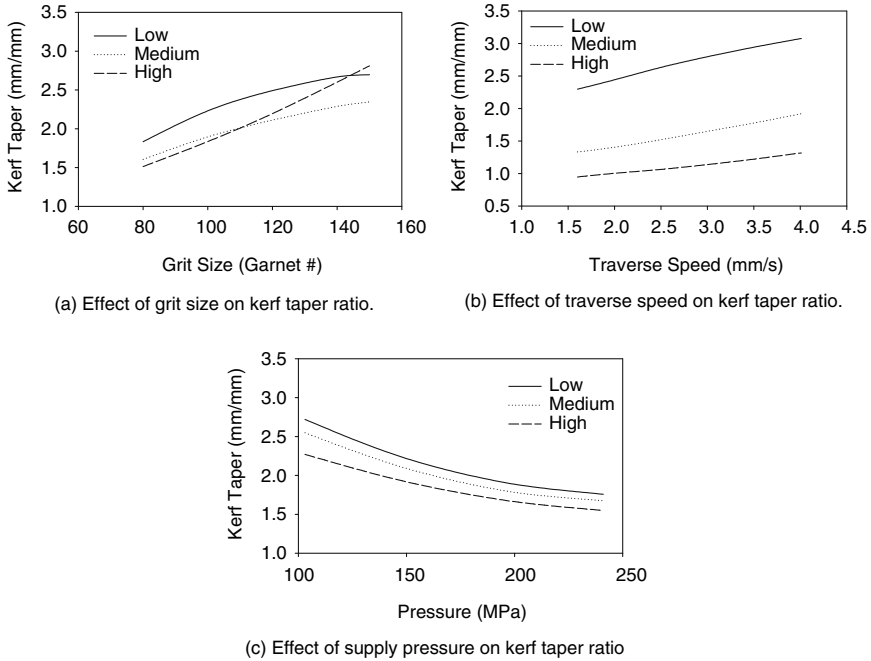 3.5
3.0
2.5
2.0
1.5
1.0
Kerf Taper (mm/mm)
Low
Medium
High
60 80 100 120 140 160
Grit Size (Garnet #)
(a) Effect of grit size on kerf taper ratio.
3.5
3.0
2.5
2.0
1.5
1.0
0.5
Kerf Taper (mm/mm)
Low
Medium
High
1.0 1.5 2.0 2.5 3.0 3.5 4.0 4.5
Traverse Speed (mm/s)
(b) Effect of traverse speed on kerf taper ratio.
3.5
3.0
2.5
2.0
1.5
1.0
Kerf Taper (mm/mm)
Low
Medium
High
100 150 200 250
Pressure (MPa)
(c) Effect of supply pressure on kerf taper ratio